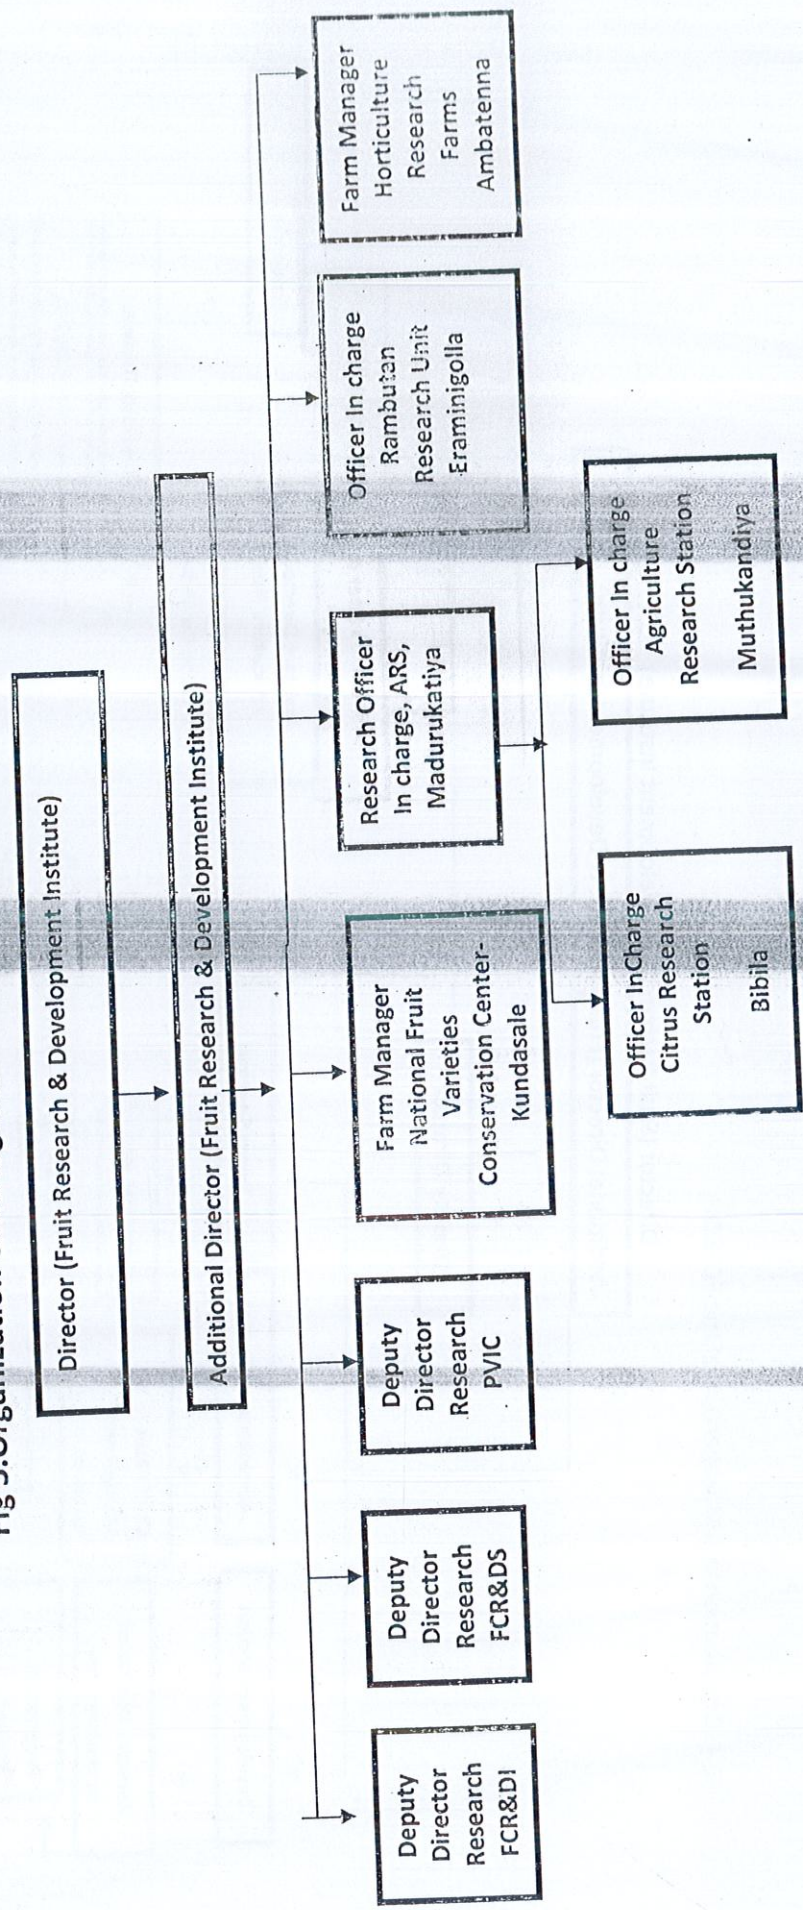 Director (Fruit Research & Development Institute)
Additional Director (Fruit Research & Development Institute)
Deputy
Director
Research
FCR&DI
Deputy
Director
Research
FCR&DS
Deputy
Director
Research
PVIC
Farm Manager
National Fruit
Varieties
Conservation Center-
Kundasale
Research Officer
In charge, ARS,
Madurukatiya
Officer In charge
Rambutan
Research Unit
Eraminigolla
Farm Manager
Horticulture
Research
Farms
Ambatenna
Officer InCharge
Citrus Research
Station
Bibila
Officer In charge
Agriculture
Research Station
Muthukandiya